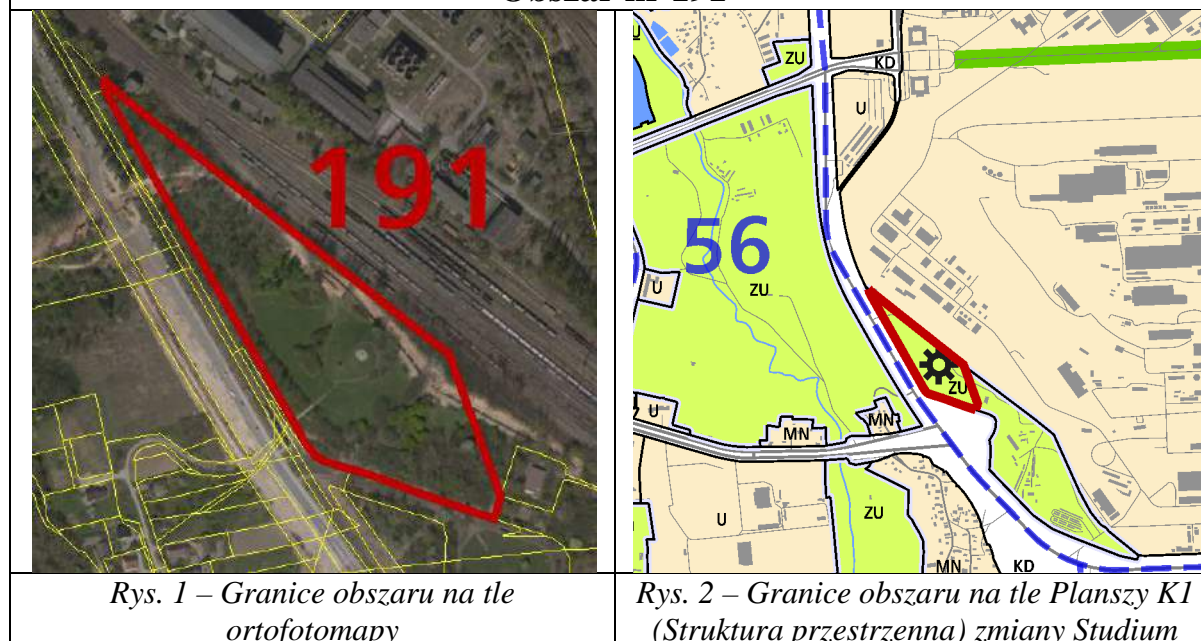 191
ZU
KD
U
56
ZU
U
ZU
U
MN
MN
U
ZU
MN
KD
Rys. 1 – Granice obszaru na tle
ortofotomapy
Rys. 2 – Granice obszaru na tle Planszy K1
(Struktura przestrzenna) zmiany Studium